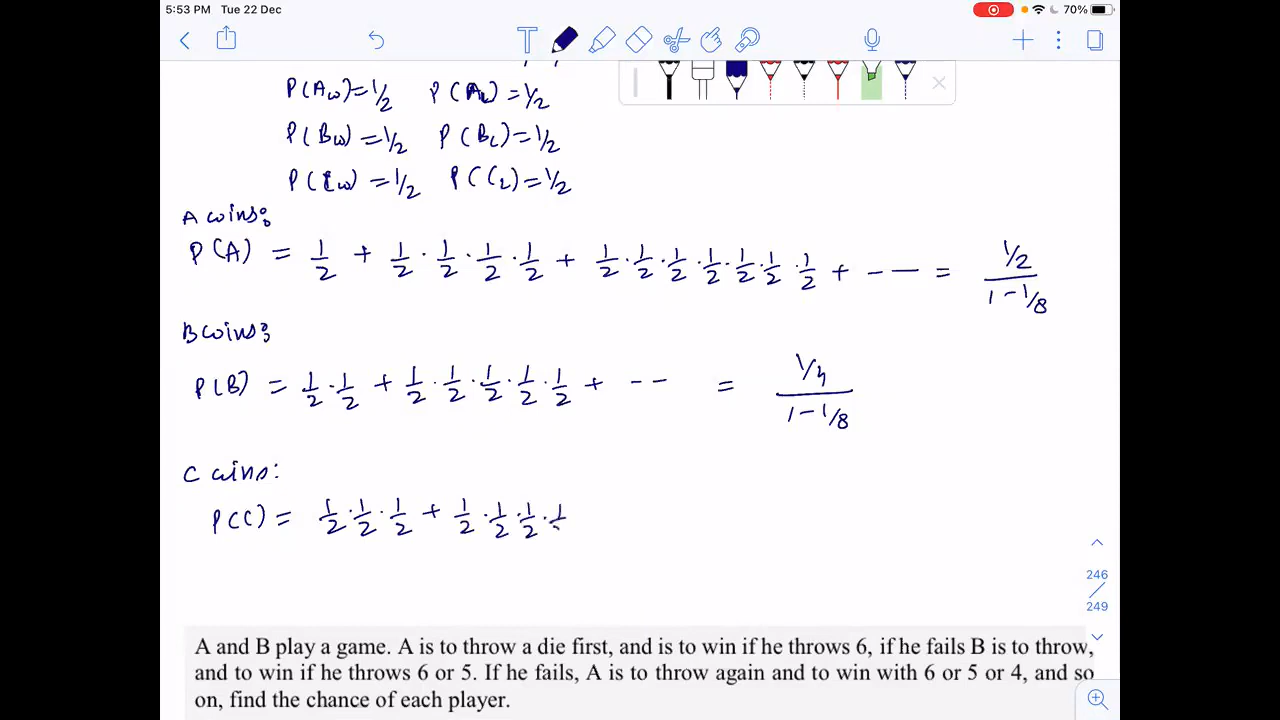 5:53 PM Tue 22 Dec
70%
P(A_w)=1/2 P(A_L)=1/2
P(B_w)=1/2 P(B_L)=1/2
P(C_w)=1/2 P(C_L)=1/2
A wins:
P(A) = 1/2 + 1/2 · 1/2 · 1/2 · 1/2 + 1/2 · 1/2 · 1/2 · 1/2 · 1/2 · 1/2 · 1/2 + - — = (1/2)/(1-1/8)
B wins:
P(B) = 1/2 · 1/2 + 1/2 · 1/2 · 1/2 · 1/2 · 1/2 + - - = (1/4)/(1-1/8)
C wins:
P(C) = 1/2 · 1/2 · 1/2 + 1/2 · 1/2 · 1/2 · 1/
246
249
A and B play a game. A is to throw a die first, and is to win if he throws 6, if he fails B is to throw,
and to win if he throws 6 or 5. If he fails, A is to throw again and to win with 6 or 5 or 4, and so
on, find the chance of each player.